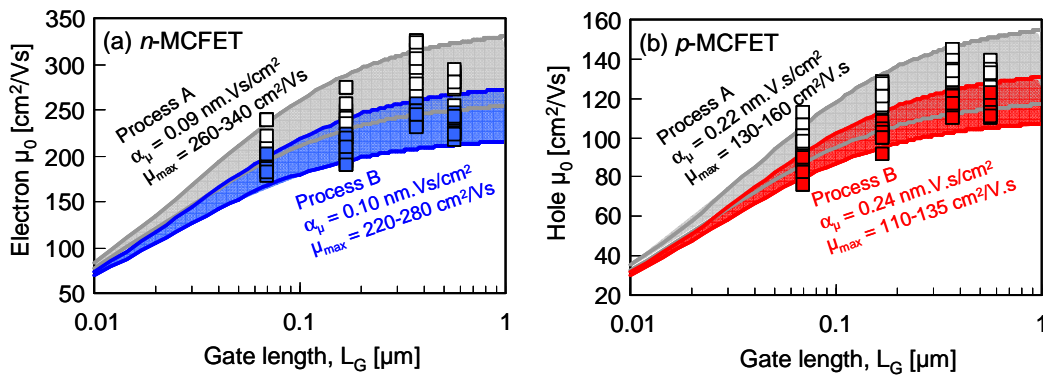 (a) n-MCFET
Process A
αμ = 0.09 nm.Vs/cm²
μmax = 260-340 cm²/Vs
Process B
αμ = 0.10 nm.Vs/cm²
μmax = 220-280 cm²/Vs
Electron μ0 [cm²/Vs]
350
300
250
200
150
100
50
0.01
0.1
1
Gate length, LG [µm]
(b) p-MCFET
Process A
αμ = 0.22 nm.V.s/cm²
μmax = 130-160 cm²/V.s
Process B
αμ = 0.24 nm.V.s/cm²
μmax = 110-135 cm²/V.s
Hole μ0 [cm²/V.s]
160
140
120
100
80
60
40
20
0.01
0.1
1
Gate length, LG [µm]